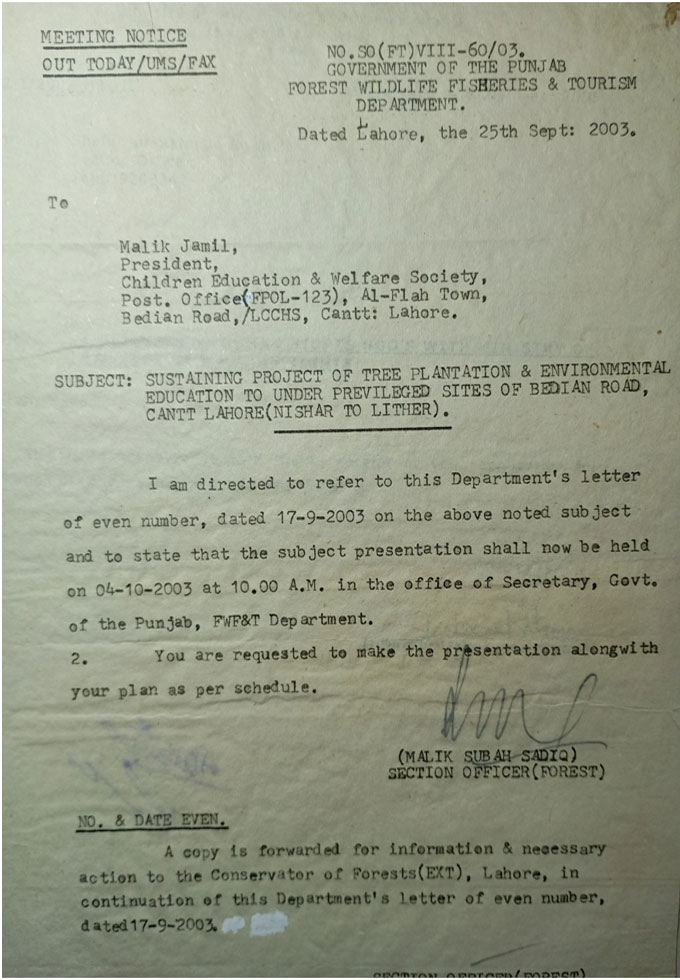 MEETING NOTICE
OUT TODAY/UMS/FAX
NO.SO(FT)VIII-60/03.
GOVERNMENT OF THE PUNJAB
FOREST WILDLIFE FISHERIES & TOURISM
DEPARTMENT.
Dated Lahore, the 25th Sept: 2003.
To
Malik Jamil,
President,
Children Education & Welfare Society,
Post. Office(FPOL-123), Al-Flah Town,
Bedian Road,/LCCHS, Cantt: Lahore.
SUBJECT: SUSTAINING PROJECT OF TREE PLANTATION & ENVIRONMENTAL
EDUCATION TO UNDER PREVILEGED SITES OF BEDIAN ROAD,
CANTT LAHORE(NISHAR TO LITHER).
I am directed to refer to this Department's letter
of even number, dated 17-9-2003 on the above noted subject
and to state that the subject presentation shall now be held
on 04-10-2003 at 10.00 A.M. in the office of Secretary, Govt.
of the Punjab, FWF&T Department.
2. You are requested to make the presentation alongwith
your plan as per schedule.
(MALIK SUBAH SADIQ)
SECTION OFFICER(FOREST)
NO. & DATE EVEN.
A copy is forwarded for information & necessary
action to the Conservator of Forests(EXT), Lahore, in
continuation of this Department's letter of even number,
dated17-9-2003.
SECTION OFFICER(FOREST)